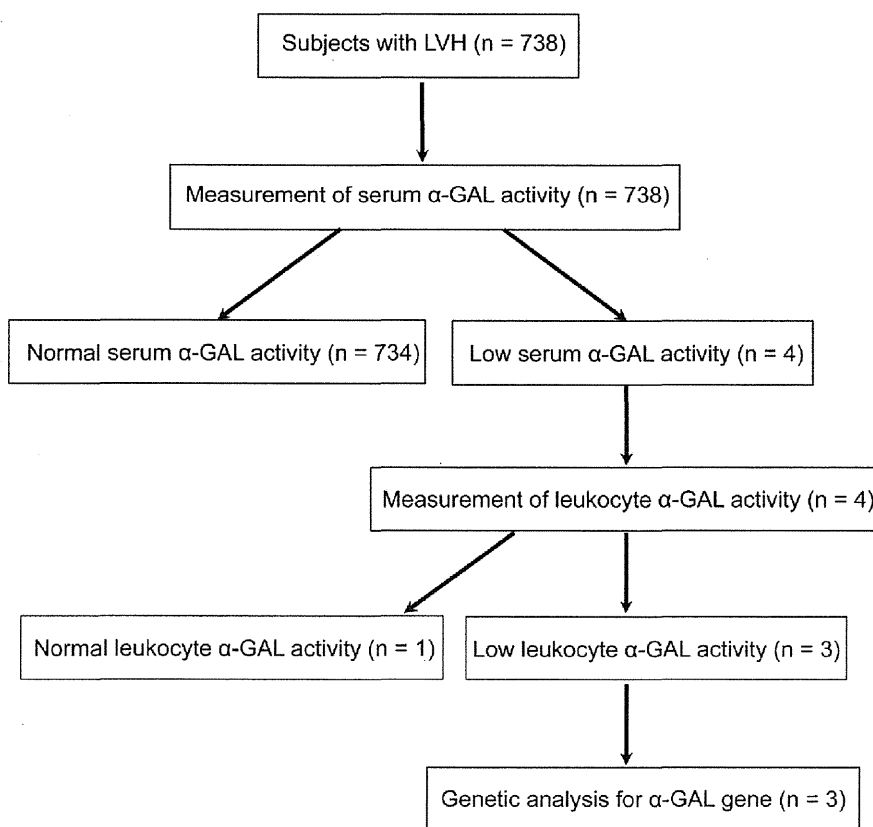 Subjects with LVH (n = 738)
Measurement of serum α-GAL activity (n = 738)
Normal serum α-GAL activity (n = 734)
Low serum α-GAL activity (n = 4)
Measurement of leukocyte α-GAL activity (n = 4)
Normal leukocyte α-GAL activity (n = 1)
Low leukocyte α-GAL activity (n = 3)
Genetic analysis for α-GAL gene (n = 3)